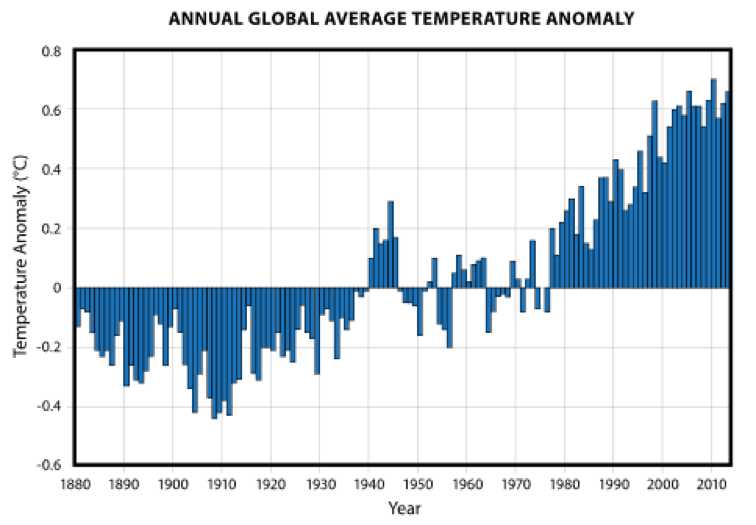 ANNUAL GLOBAL AVERAGE TEMPERATURE ANOMALY
0.8
0.6
0.4
0.2
0
-0.2
-0.4
-0.6
Temperature Anomaly (°C)
1880 1890 1900 1910 1920 1930 1940 1950 1960 1970 1980 1990 2000 2010
Year